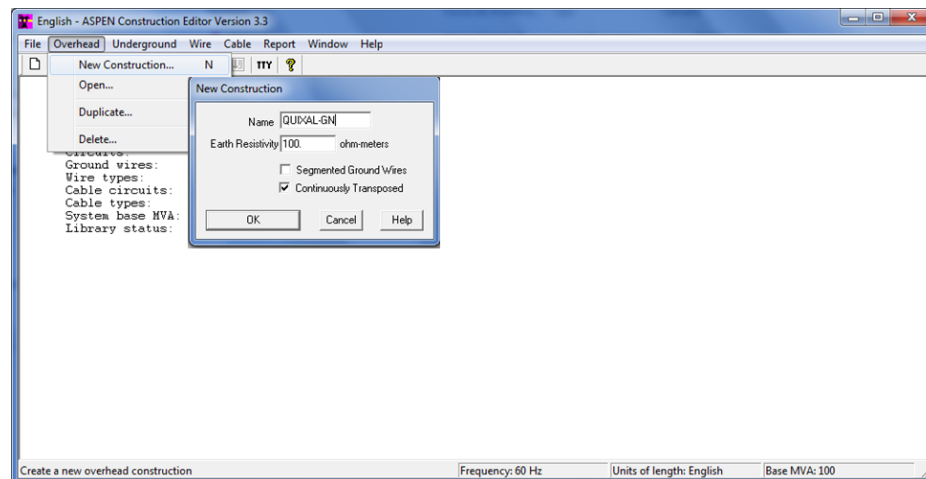 English - ASPEN Construction Editor Version 3.3
File Overhead Underground Wire Cable Report Window Help
New Construction... N
TTY ?
Open...
Duplicate...
Delete...
New Construction
Name QUIXAL-GN
Earth Resistivity 100. ohm-meters
Segmented Ground Wires
Continuously Transposed
OK Cancel Help
Circuits:
Ground wires:
Wire types:
Cable circuits:
Cable types:
System base MVA:
Library status:
Create a new overhead construction Frequency: 60 Hz Units of length: English Base MVA: 100